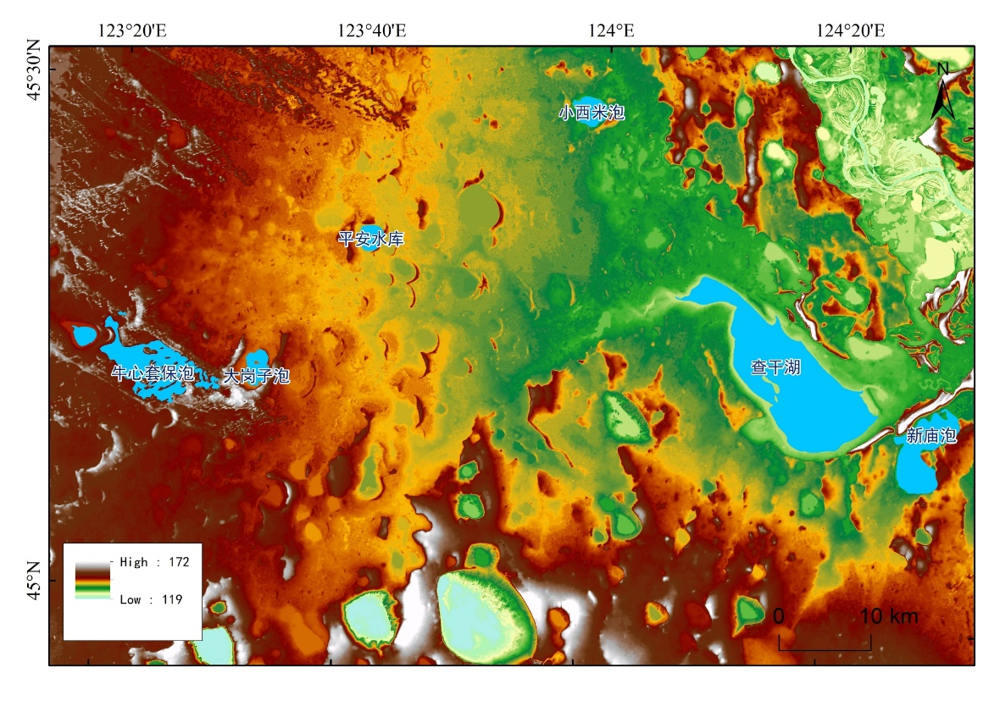 123°20'E
123°40'E
124°E
124°20'E
45°30'N
N
小西米泡
平安水库
牛心套保泡
大岗子泡
查干湖
新庙泡
45°N
High : 172
Low : 119
0
10 km